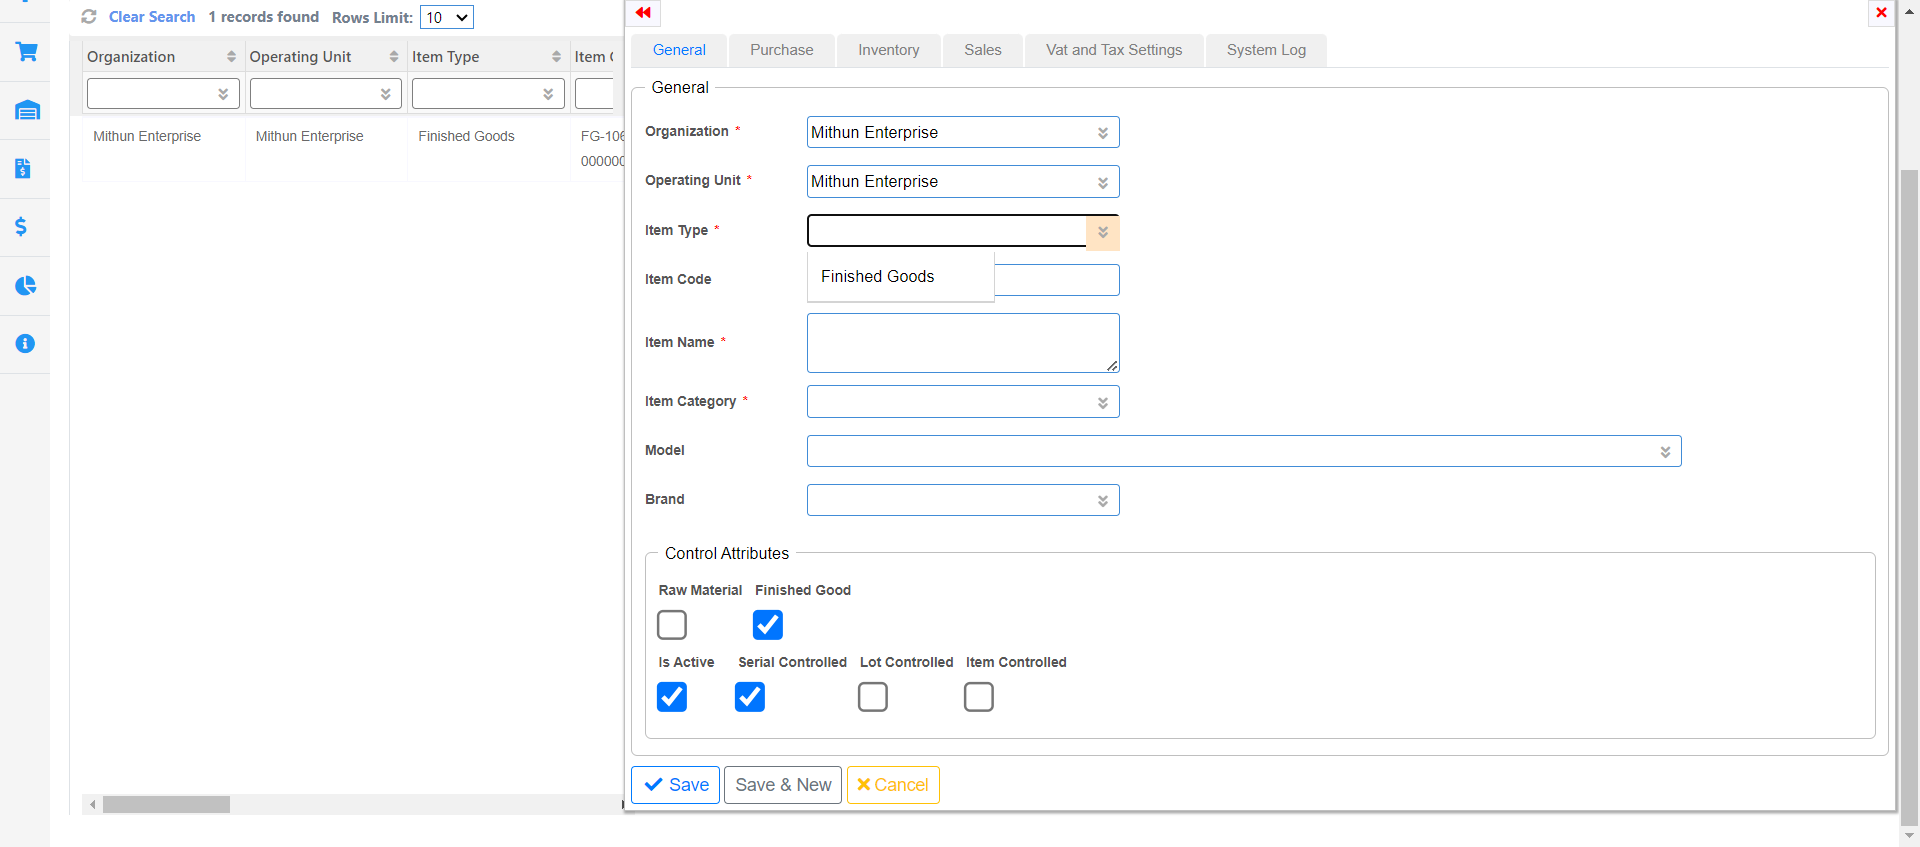 Clear Search 1 records found Rows Limit: 10
Organization Operating Unit Item Type Item
Mithun Enterprise Mithun Enterprise Finished Goods FG-106
000000
General Purchase Inventory Sales Vat and Tax Settings System Log
General
Organization * Mithun Enterprise
Operating Unit * Mithun Enterprise
Item Type *
Finished Goods
Item Code
Item Name *
Item Category *
Model
Brand
Control Attributes
Raw Material Finished Good
Is Active Serial Controlled Lot Controlled Item Controlled
Save Save & New Cancel